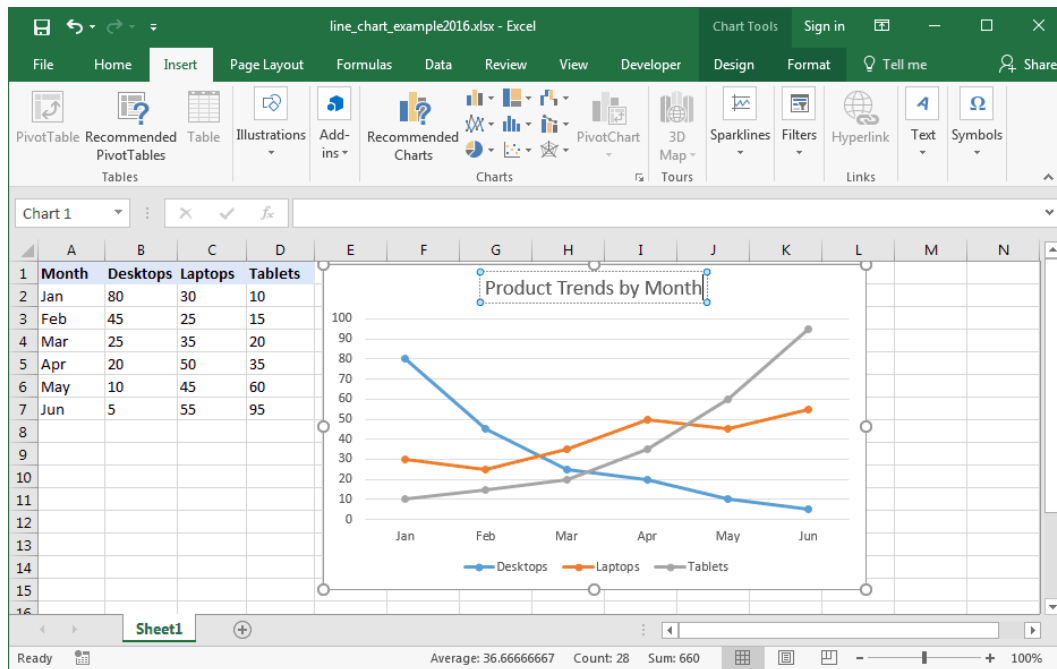 line_chart_example2016.xlsx - Excel
Chart Tools
Sign in
File Home Insert Page Layout Formulas Data Review View Developer Design Format Tell me Share
PivotTable Recommended PivotTables Table
Illustrations
Add-ins
Recommended Charts
PivotChart
3D Map
Sparklines
Filters
Hyperlink
Text
Symbols
Tables Charts Tours Links
Chart 1 fx
A B C D E F G H I J K L M N
1 Month Desktops Laptops Tablets
2 Jan 80 30 10
3 Feb 45 25 15
4 Mar 25 35 20
5 Apr 20 50 35
6 May 10 45 60
7 Jun 5 55 95
8
9
10
11
12
13
14
15
16
Product Trends by Month
100
90
80
70
60
50
40
30
20
10
0
Jan Feb Mar Apr May Jun
Desktops Laptops Tablets
Sheet1
Ready Average: 36.66666667 Count: 28 Sum: 660 100%